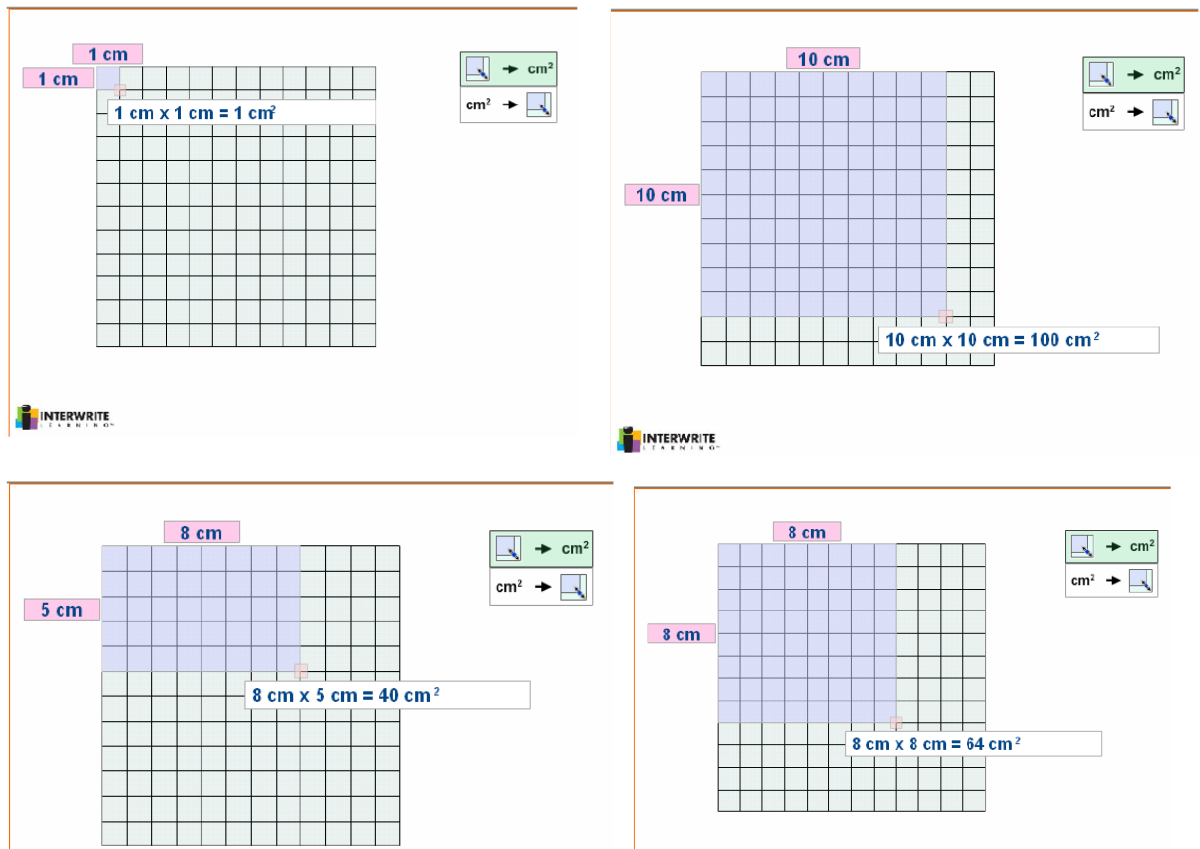 1 cm
1 cm
→ cm²
cm² →
1 cm x 1 cm = 1 cm²
INTERWRITE
LEARNING™
10 cm
→ cm²
cm² →
10 cm
10 cm x 10 cm = 100 cm²
INTERWRITE
LEARNING™
8 cm
→ cm²
cm² →
5 cm
8 cm x 5 cm = 40 cm²
8 cm
→ cm²
cm² →
8 cm
8 cm x 8 cm = 64 cm²